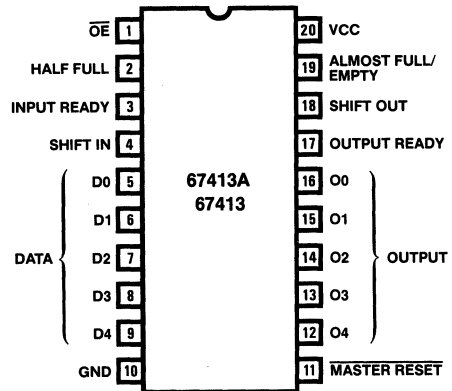 OE 1 20 VCC
HALF FULL 2 19 ALMOST FULL/
EMPTY
INPUT READY 3 18 SHIFT OUT
SHIFT IN 4 17 OUTPUT READY
D0 5 67413A 16 O0
67413
D1 6 15 O1
DATA D2 7 14 O2 OUTPUT
D3 8 13 O3
D4 9 12 O4
GND 10 11 MASTER RESET